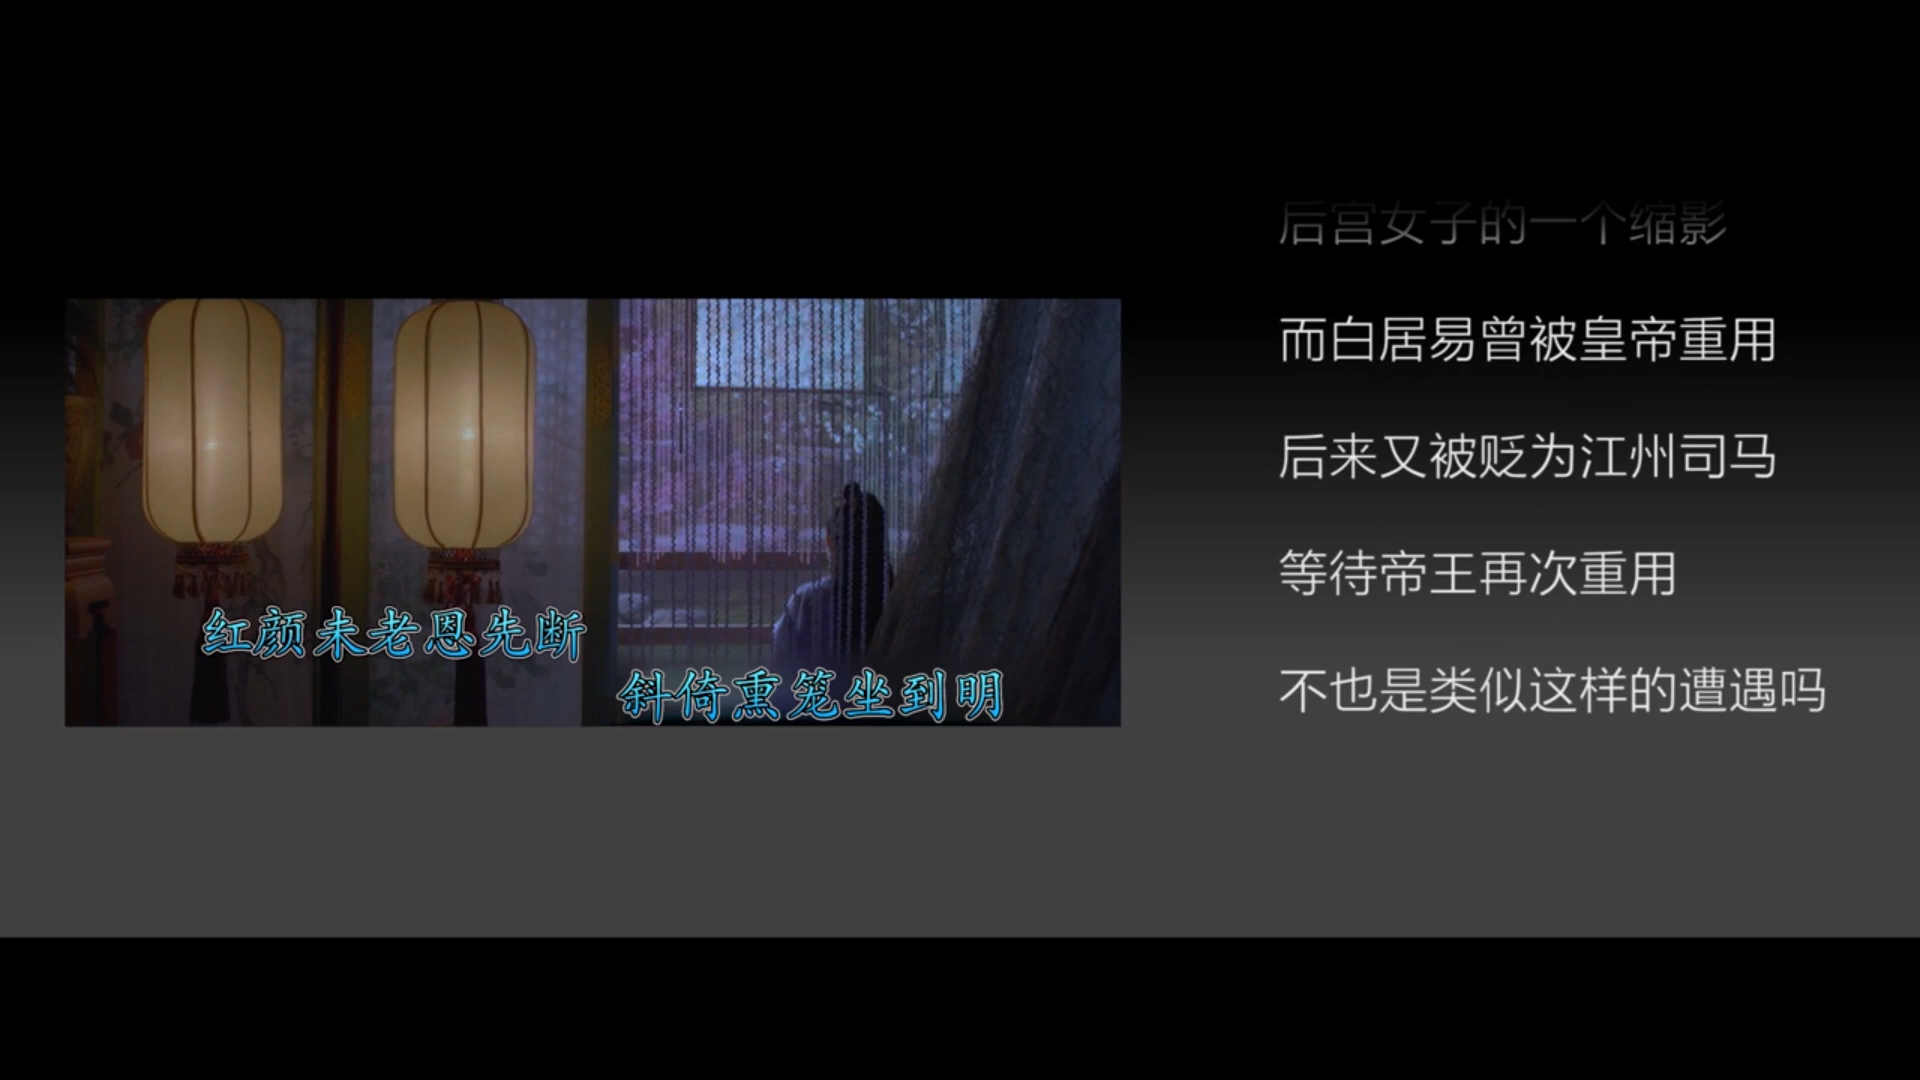 红颜未老恩先断
斜倚熏笼坐到明
后宫女子的一个缩影
而白居易曾被皇帝重用
后来又被贬为江州司马
等待帝王再次重用
不也是类似这样的遭遇吗